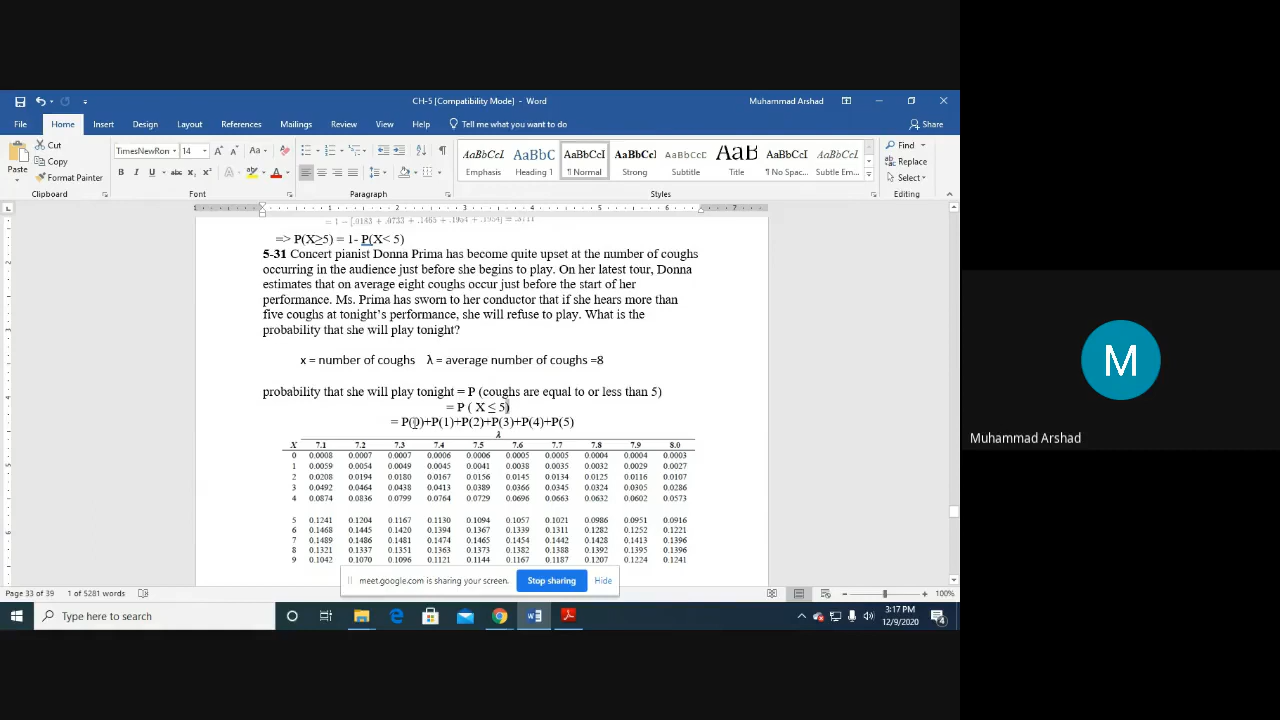 CH-5 [Compatibility Mode] - Word
Muhammad Arshad
File Home Insert Design Layout References Mailings Review View Help Tell me what you want to do Share
Paste
Cut
Copy
Format Painter
Clipboard
TimesNewRon 14
Font
Paragraph
AaBbCcI AaBbC AaBbCcI AaBbCcI AaBbCcD AaB AaBbCcI AaBbCcI
Emphasis Heading 1 ¶ Normal Strong Subtitle Title ¶ No Spac... Subtle Em...
Styles
Find
Replace
Select
Editing
=> P(X≥5) = 1- P(X< 5)
5-31 Concert pianist Donna Prima has become quite upset at the number of coughs
occurring in the audience just before she begins to play. On her latest tour, Donna
estimates that on average eight coughs occur just before the start of her
performance. Ms. Prima has sworn to her conductor that if she hears more than
five coughs at tonight's performance, she will refuse to play. What is the
probability that she will play tonight?
x = number of coughs λ = average number of coughs =8
probability that she will play tonight = P (coughs are equal to or less than 5)
= P ( X ≤ 5)
= P(0)+P(1)+P(2)+P(3)+P(4)+P(5)
λ
X 7.1 7.2 7.3 7.4 7.5 7.6 7.7 7.8 7.9 8.0
0 0.0008 0.0007 0.0007 0.0006 0.0006 0.0005 0.0005 0.0004 0.0004 0.0003
1 0.0059 0.0054 0.0049 0.0045 0.0041 0.0038 0.0035 0.0032 0.0029 0.0027
2 0.0208 0.0194 0.0180 0.0167 0.0156 0.0145 0.0134 0.0125 0.0116 0.0107
3 0.0492 0.0464 0.0438 0.0413 0.0389 0.0366 0.0345 0.0324 0.0305 0.0286
4 0.0874 0.0836 0.0799 0.0764 0.0729 0.0696 0.0663 0.0632 0.0602 0.0573
5 0.1241 0.1204 0.1167 0.1130 0.1094 0.1057 0.1021 0.0986 0.0951 0.0916
6 0.1468 0.1445 0.1420 0.1394 0.1367 0.1339 0.1311 0.1282 0.1252 0.1221
7 0.1489 0.1486 0.1481 0.1474 0.1465 0.1454 0.1442 0.1428 0.1413 0.1396
8 0.1321 0.1337 0.1351 0.1363 0.1373 0.1382 0.1388 0.1392 0.1395 0.1396
9 0.1042 0.1070 0.1096 0.1121 0.1144 0.1167 0.1187 0.1207 0.1224 0.1241
meet.google.com is sharing your screen. Stop sharing Hide
Page 33 of 39 1 of 5281 words 100%
Type here to search
3:17 PM
12/9/2020
4
M
Muhammad Arshad